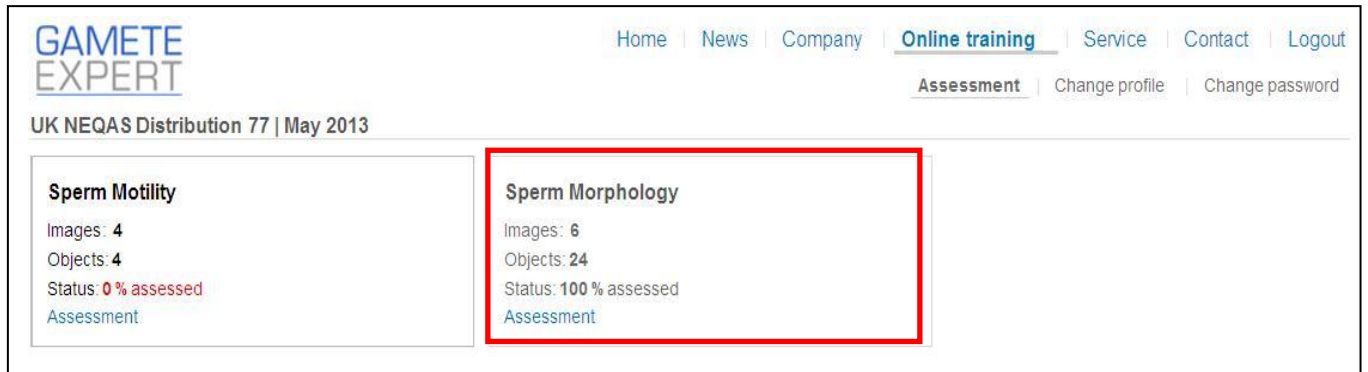 GAMETE
EXPERT
Home | News | Company | Online training | Service | Contact | Logout
Assessment | Change profile | Change password
UK NEQAS Distribution 77 | May 2013
Sperm Motility
Images: 4
Objects: 4
Status: 0 % assessed
Assessment
Sperm Morphology
Images: 6
Objects: 24
Status: 100 % assessed
Assessment